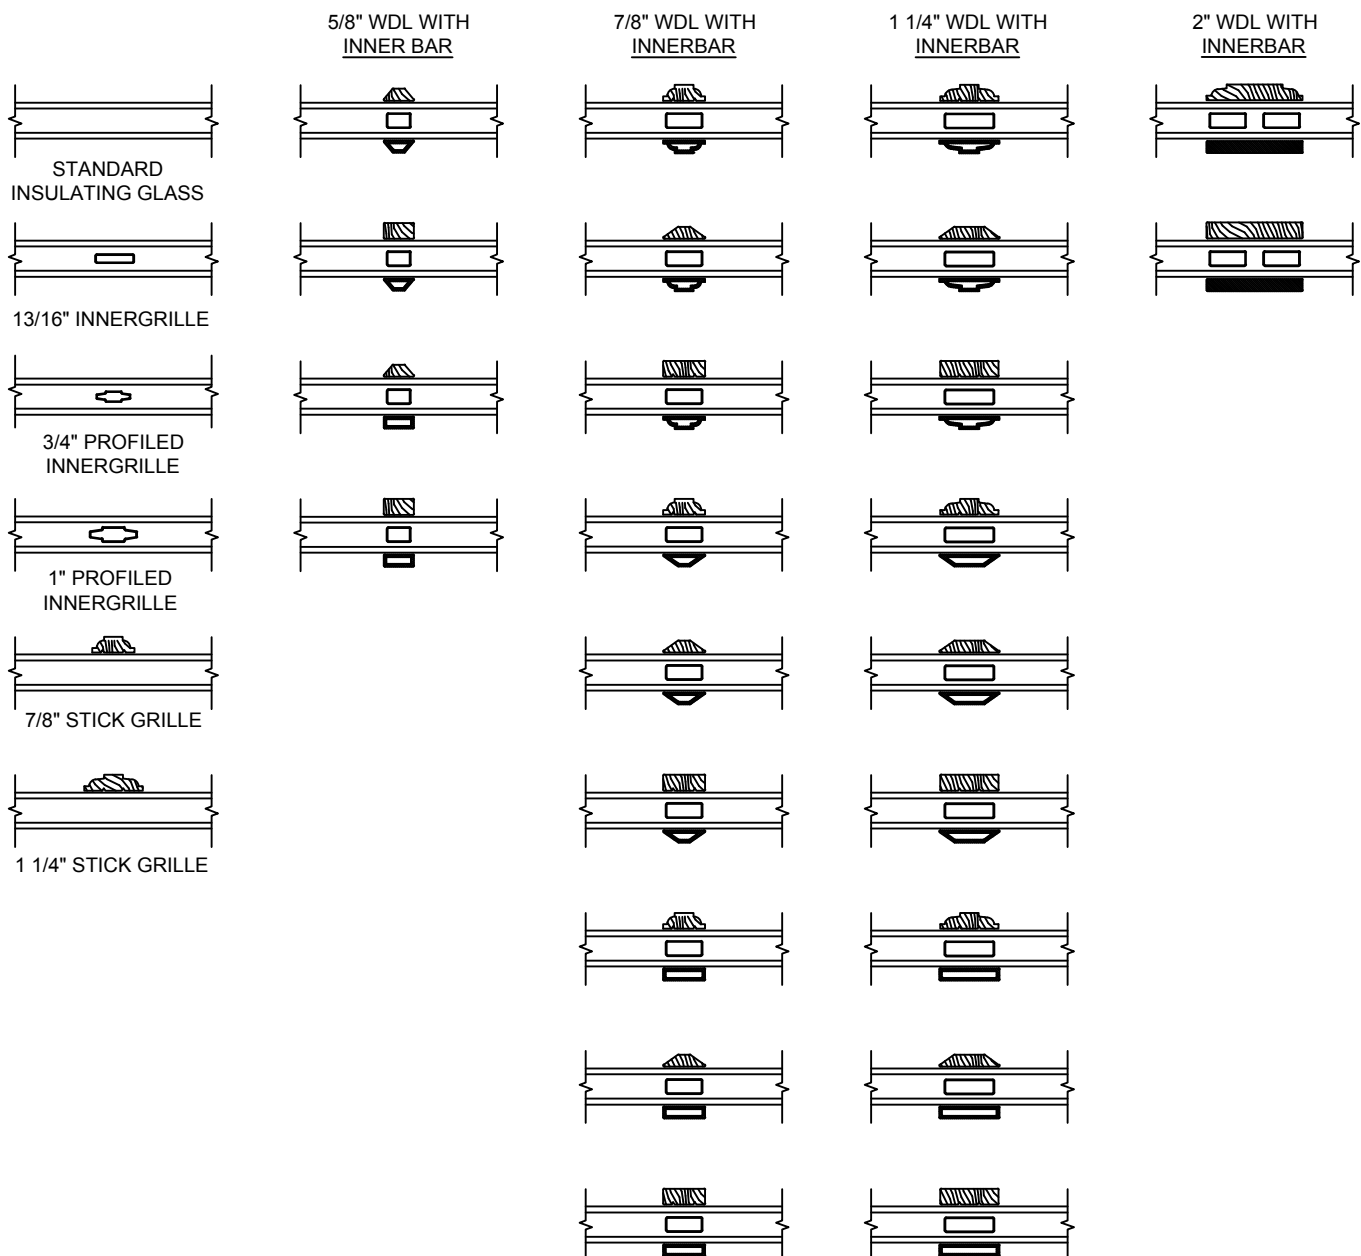 5/8" WDL WITH
INNER BAR
7/8" WDL WITH
INNERBAR
1 1/4" WDL WITH
INNERBAR
2" WDL WITH
INNERBAR
STANDARD
INSULATING GLASS
13/16" INNERGRILLE
3/4" PROFILED
INNERGRILLE
1" PROFILED
INNERGRILLE
7/8" STICK GRILLE
1 1/4" STICK GRILLE